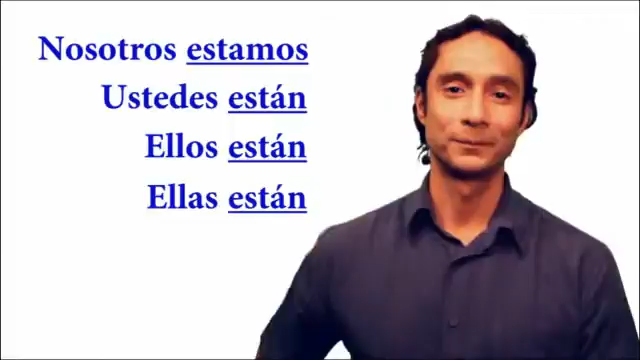 Nosotros estamos
Ustedes están
Ellos están
Ellas están